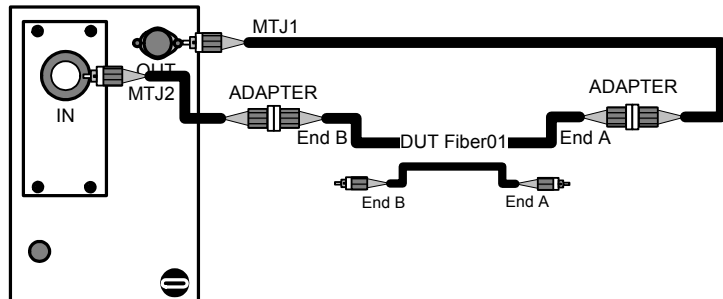 MTJ1
OUT
MTJ2
IN
ADAPTER
ADAPTER
End B
DUT Fiber01
End A
End B
End A